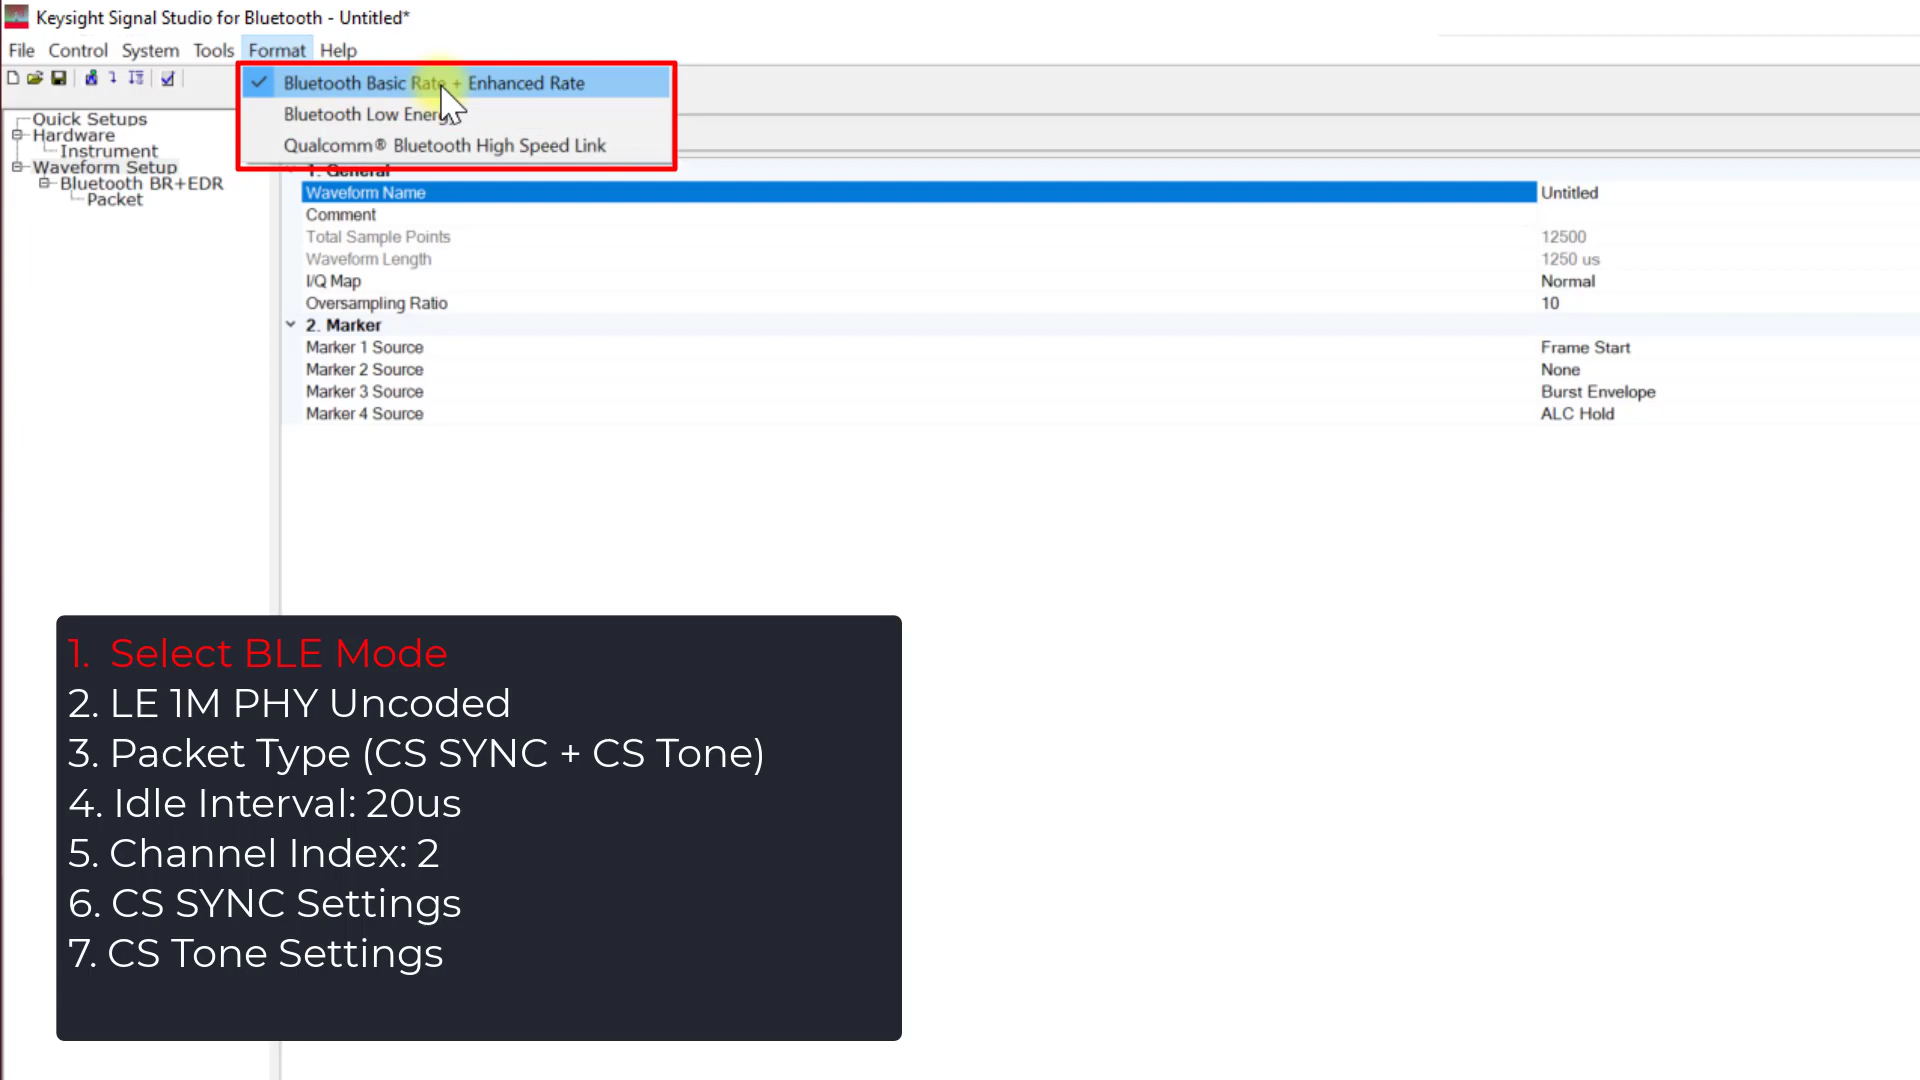 Keysight Signal Studio for Bluetooth - Untitled*
File Control System Tools Format Help
Bluetooth Basic Rate + Enhanced Rate
Bluetooth Low Energy
Qualcomm® Bluetooth High Speed Link
Quick Setups
Hardware
Instrument
Waveform Setup
Bluetooth BR+EDR
Packet
1. General
Waveform Name Untitled
Comment
Total Sample Points 12500
Waveform Length 1250 us
I/Q Map Normal
Oversampling Ratio 10
2. Marker
Marker 1 Source Frame Start
Marker 2 Source None
Marker 3 Source Burst Envelope
Marker 4 Source ALC Hold
1. Select BLE Mode
2. LE 1M PHY Uncoded
3. Packet Type (CS SYNC + CS Tone)
4. Idle Interval: 20us
5. Channel Index: 2
6. CS SYNC Settings
7. CS Tone Settings